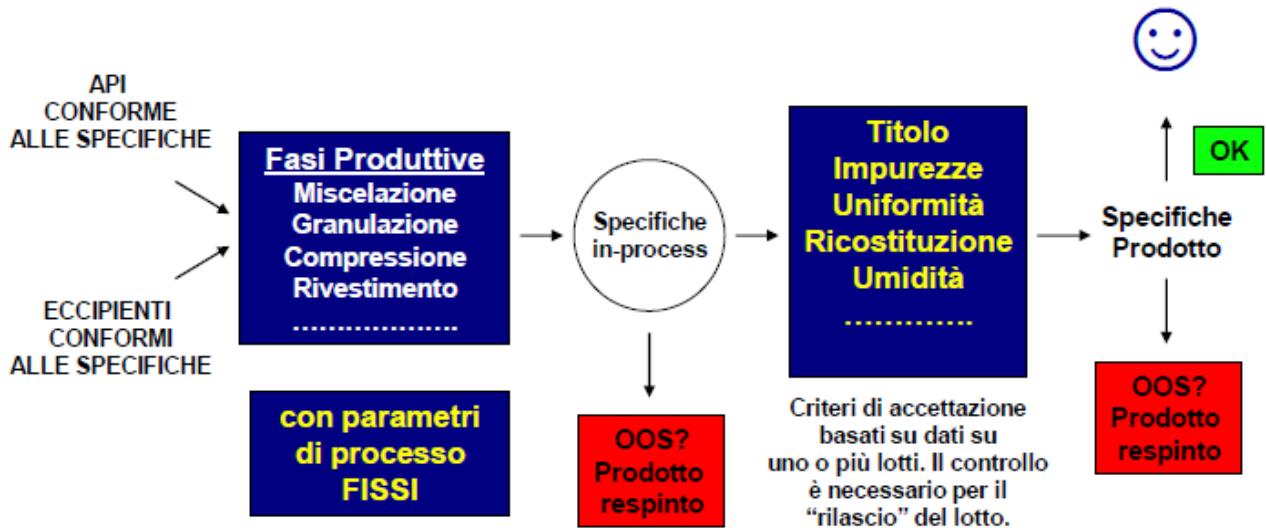 API
CONFORME
ALLE SPECIFICHE
ECCIPIENTI
CONFORMI
ALLE SPECIFICHE
Fasi Produttive
Miscelazione
Granulazione
Compressione
Rivestimento
...................
con parametri
di processo
FISSI
Specifiche
in-process
OOS?
Prodotto
respinto
Titolo
Impurezze
Uniformità
Ricostituzione
Umidità
.............
Criteri di accettazione
basati su dati su
uno o più lotti. Il controllo
è necessario per il
“rilascio” del lotto.
OK
Specifiche
Prodotto
OOS?
Prodotto
respinto